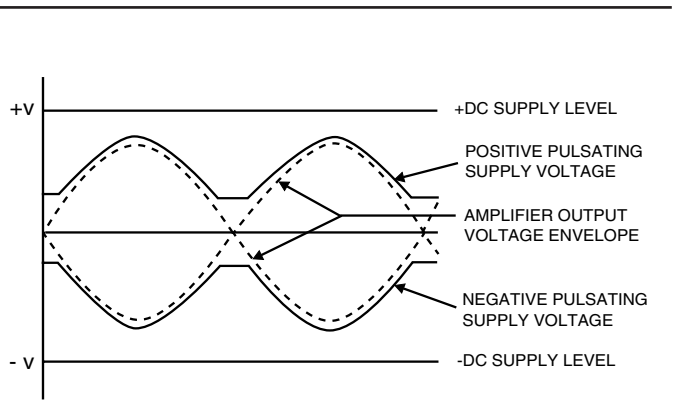 +v
+DC SUPPLY LEVEL
POSITIVE PULSATING
SUPPLY VOLTAGE
AMPLIFIER OUTPUT
VOLTAGE ENVELOPE
NEGATIVE PULSATING
SUPPLY VOLTAGE
- v
-DC SUPPLY LEVEL